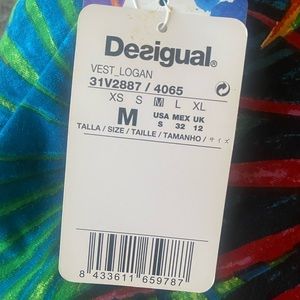 Desigual®
VEST_LOGAN
31V2887 / 4065
XS S M L XL
M
USA MEX UK
S 32 12
TALLA / SIZE / TAILLE / TAMANHO / サイズ
8 433611 659787